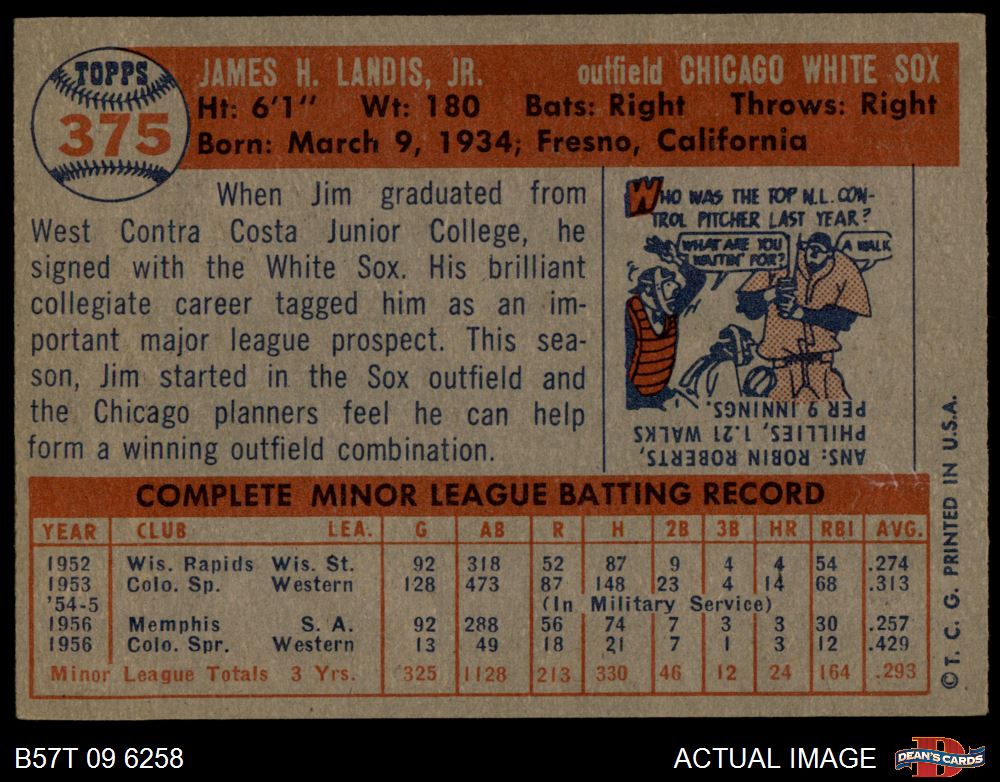 TOPPS
375
JAMES H. LANDIS, JR. outfield CHICAGO WHITE SOX
Ht: 6'1" Wt: 180 Bats: Right Throws: Right
Born: March 9, 1934; Fresno, California
When Jim graduated from
West Contra Costa Junior College, he
signed with the White Sox. His brilliant
collegiate career tagged him as an im-
portant major league prospect. This sea-
son, Jim started in the Sox outfield and
the Chicago planners feel he can help
form a winning outfield combination.
WHO WAS THE TOP N.L. CON-
TROL PITCHER LAST YEAR?
WHAT ARE YOU
WAITIN' FOR?
A WALK
ANS: ROBIN ROBERTS,
PHILLIES, 1.21 WALKS
PER 9 INNINGS.
COMPLETE MINOR LEAGUE BATTING RECORD
YEAR CLUB LEA. G AB R H 2B 3B HR RBI AVG.
1952 Wis. Rapids Wis. St. 92 318 52 87 9 4 4 54 .274
1953 Colo. Sp. Western 128 473 87 148 23 4 14 68 .313
'54-5 (In Military Service)
1956 Memphis S. A. 92 288 56 74 7 3 3 30 .257
1956 Colo. Spr. Western 13 49 18 21 7 1 3 12 .429
Minor League Totals 3 Yrs. 325 1128 213 330 46 12 24 164 .293
©T. C. G. PRINTED IN U.S.A.
B57T 09 6258 ACTUAL IMAGE
D
DEAN'S CARDS